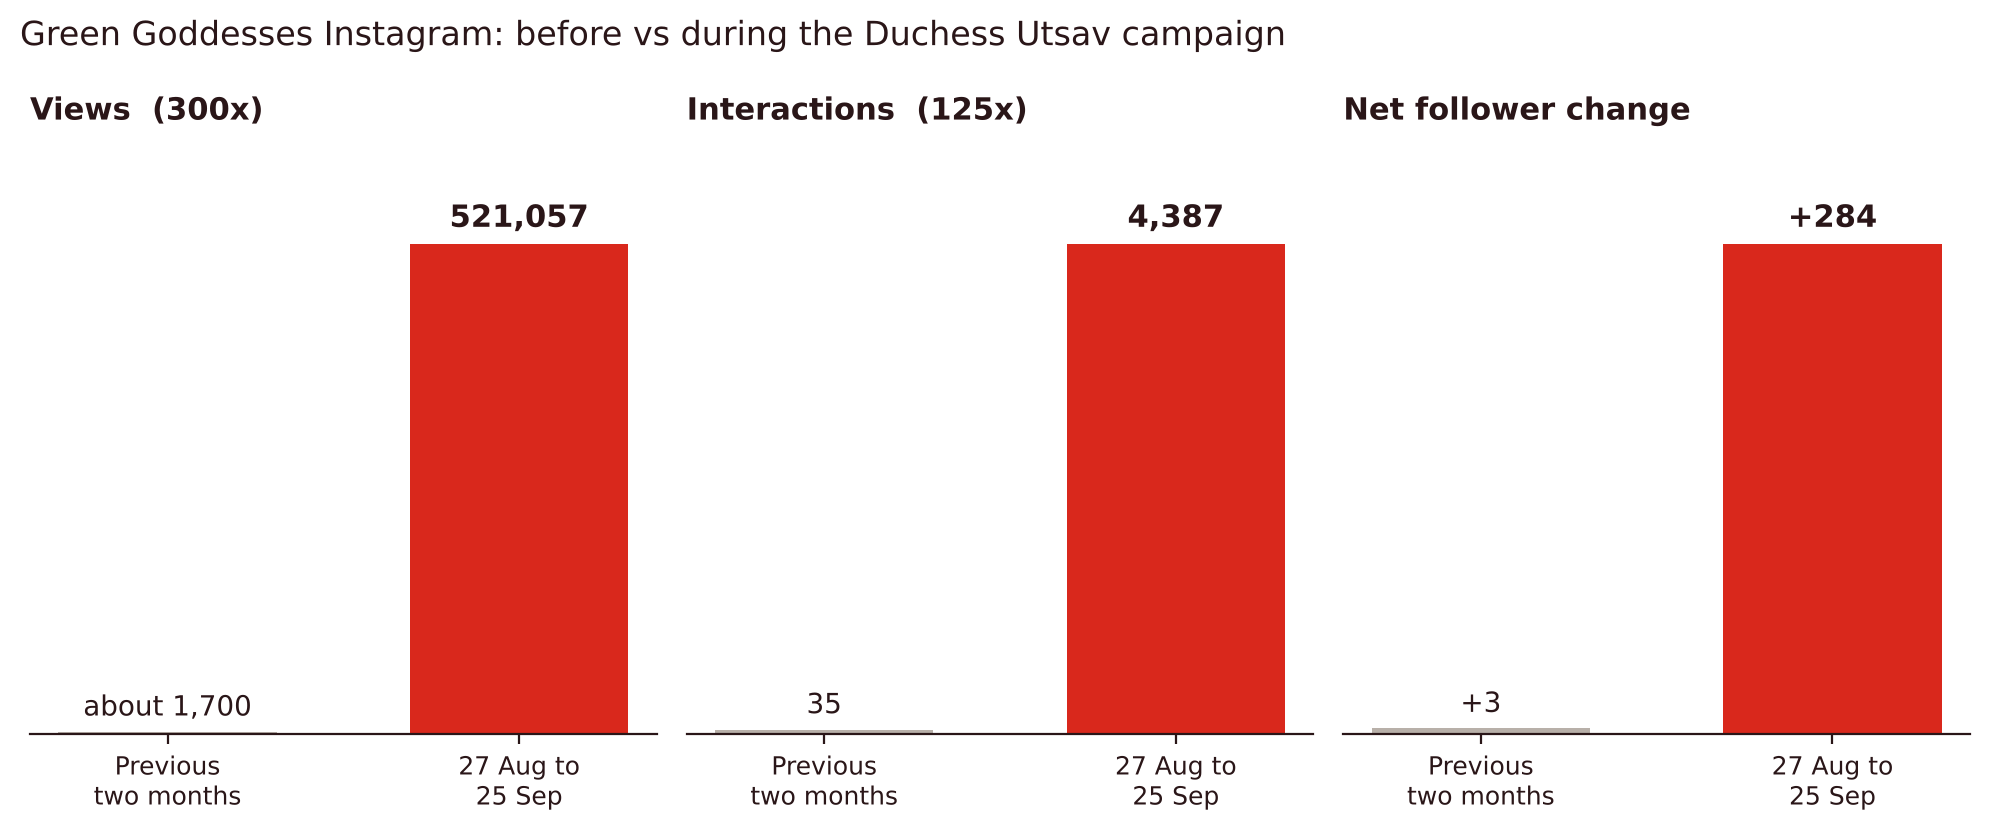 Green Goddesses Instagram: before vs during the Duchess Utsav campaign
Views  (300x)
521,057
about 1,700
Previous
two months
27 Aug to
25 Sep
Interactions  (125x)
4,387
35
Previous
two months
27 Aug to
25 Sep
Net follower change
+284
+3
Previous
two months
27 Aug to
25 Sep